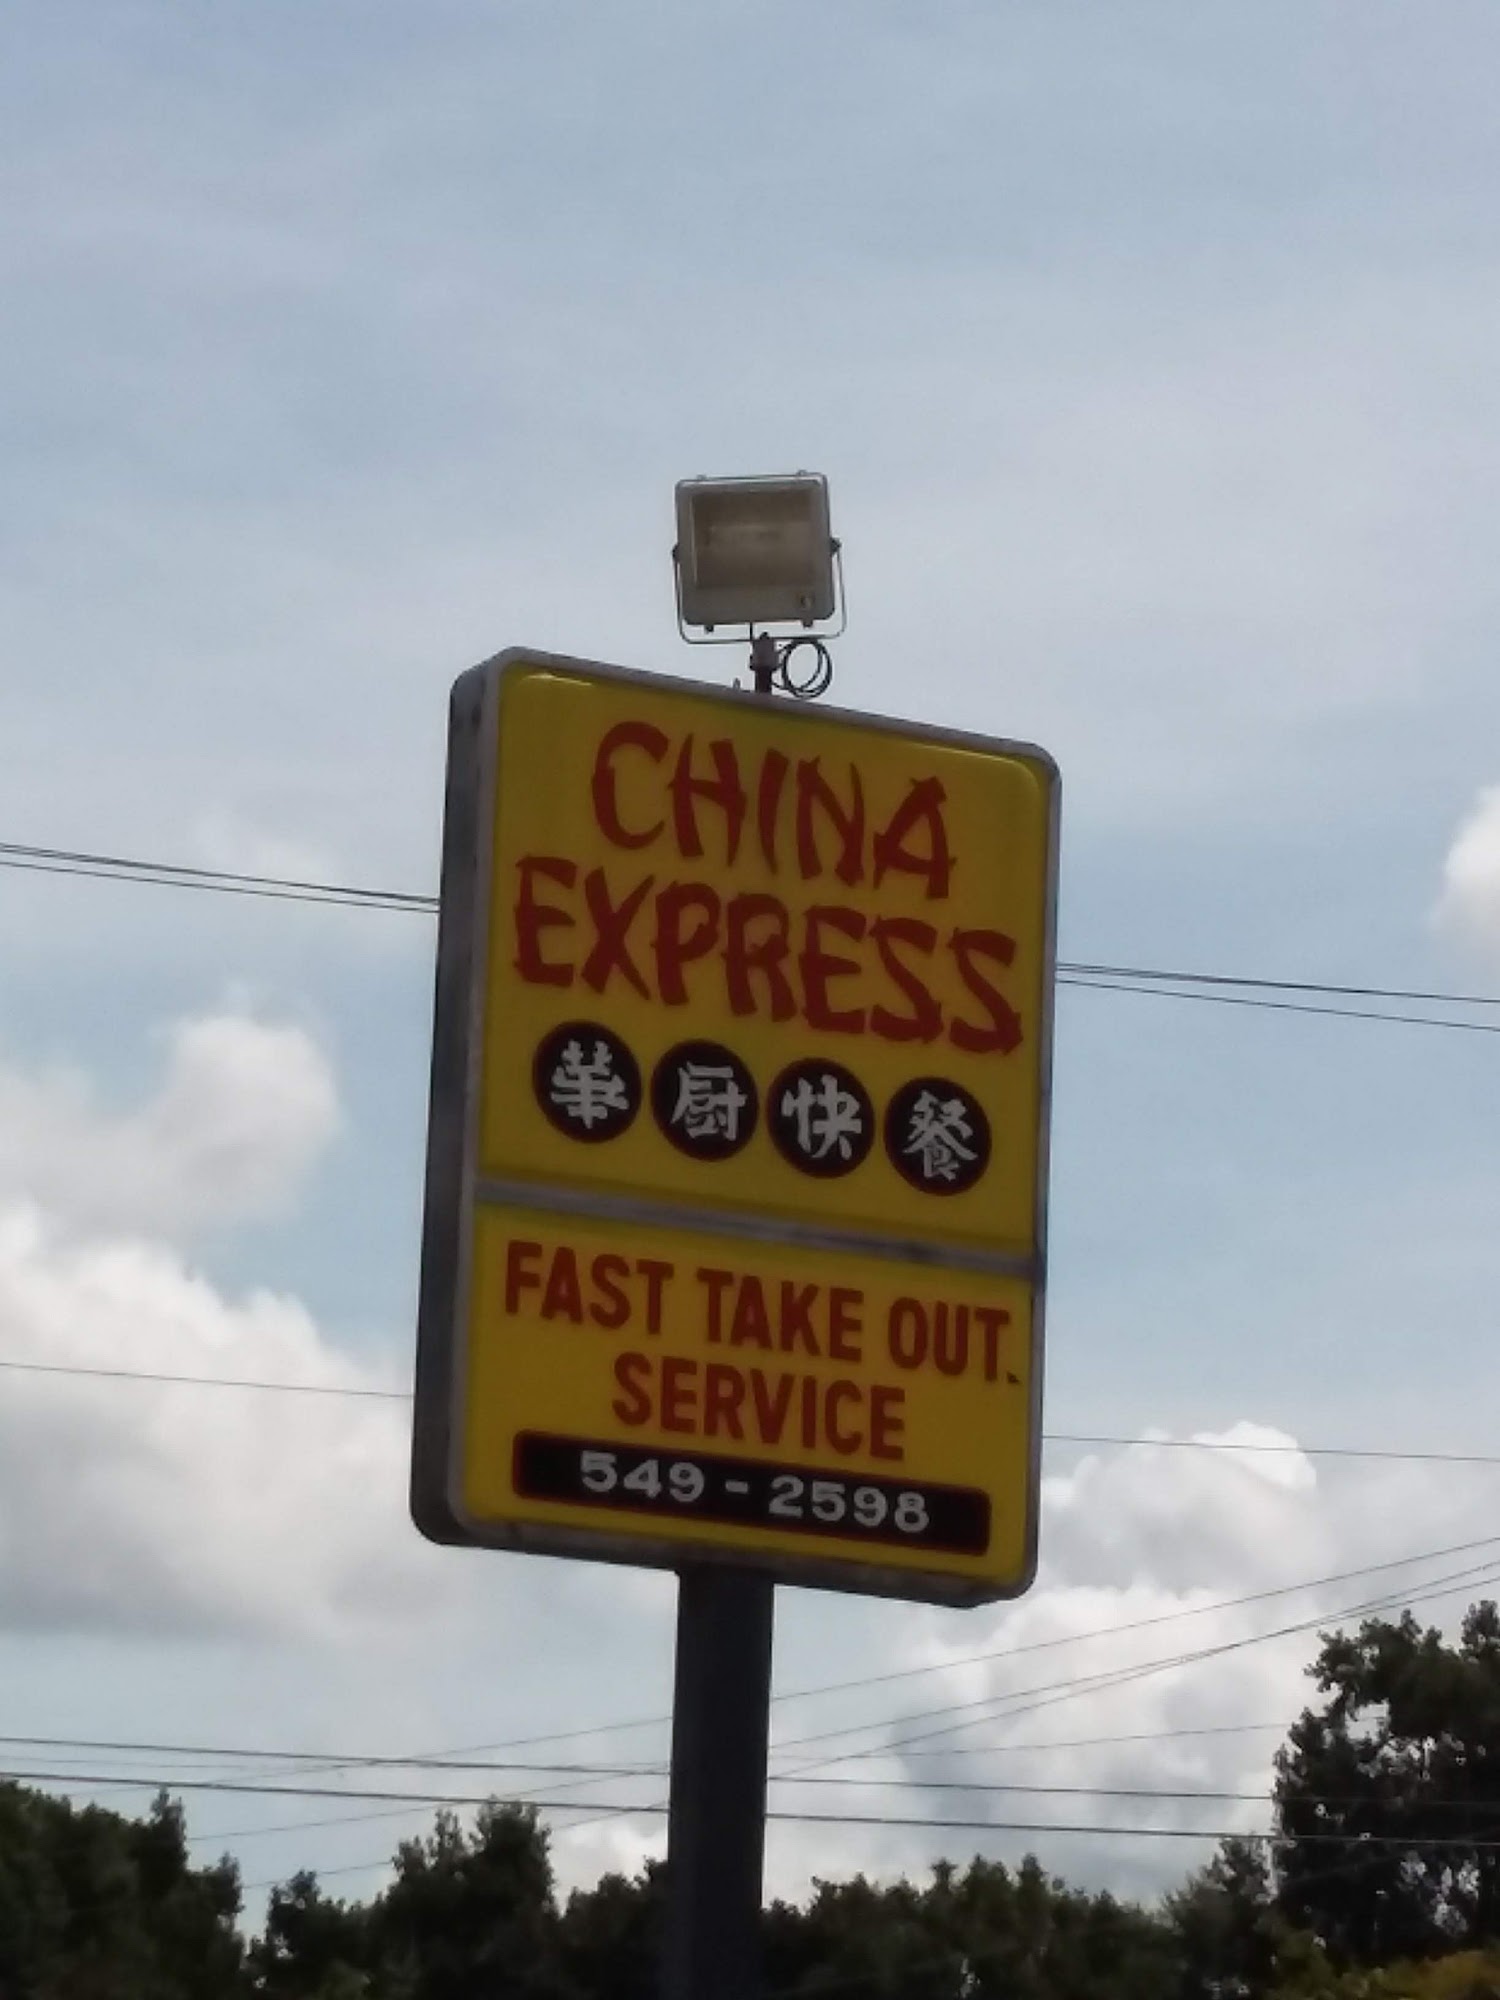 CHINA
EXPRESS
華厨快餐
FAST TAKE OUT.
SERVICE
549-2598